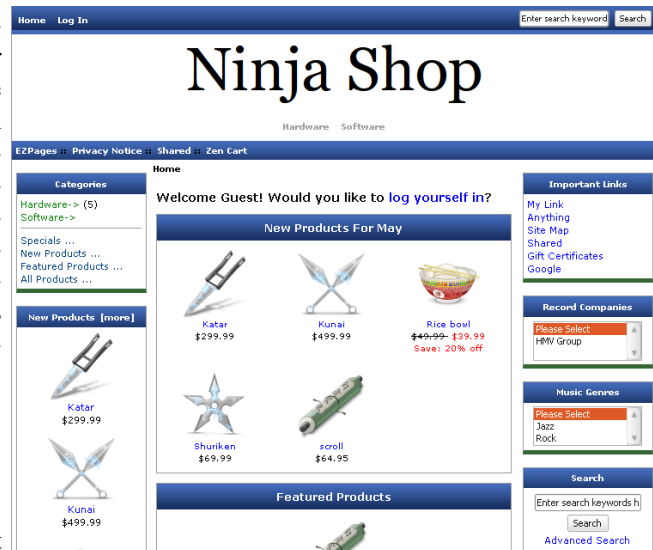 Home Log In
Enter search keyword Search
Ninja Shop
Hardware Software
EZPages :: Privacy Notice :: Shared :: Zen Cart
Categories
Hardware-> (5)
Software->
Specials ...
New Products ...
Featured Products ...
All Products ...
New Products [more]
Katar
$299.99
Kunai
$499.99
Home
Welcome Guest! Would you like to log yourself in?
New Products For May
Katar
$299.99
Kunai
$499.99
Rice bowl
$49.99 $39.99
Save: 20% off
Shuriken
$69.99
scroll
$64.95
Featured Products
Important Links
My Link
Anything
Site Map
Shared
Gift Certificates
Google
Record Companies
Please Select
HMV Group
Music Genres
Please Select
Jazz
Rock
Search
Enter search keywords h
Search
Advanced Search